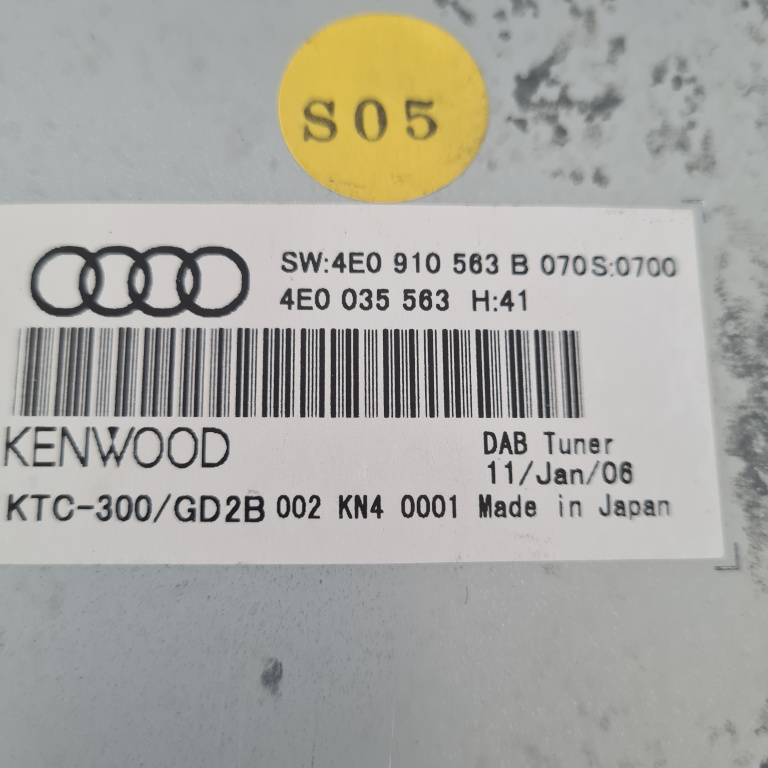 S05
SW:4E0 910 563 B 070S:0700
4E0 035 563 H:41
KENWOOD
DAB Tuner
11/Jan/06
KTC-300/GD2B 002 KN4 0001 Made in Japan